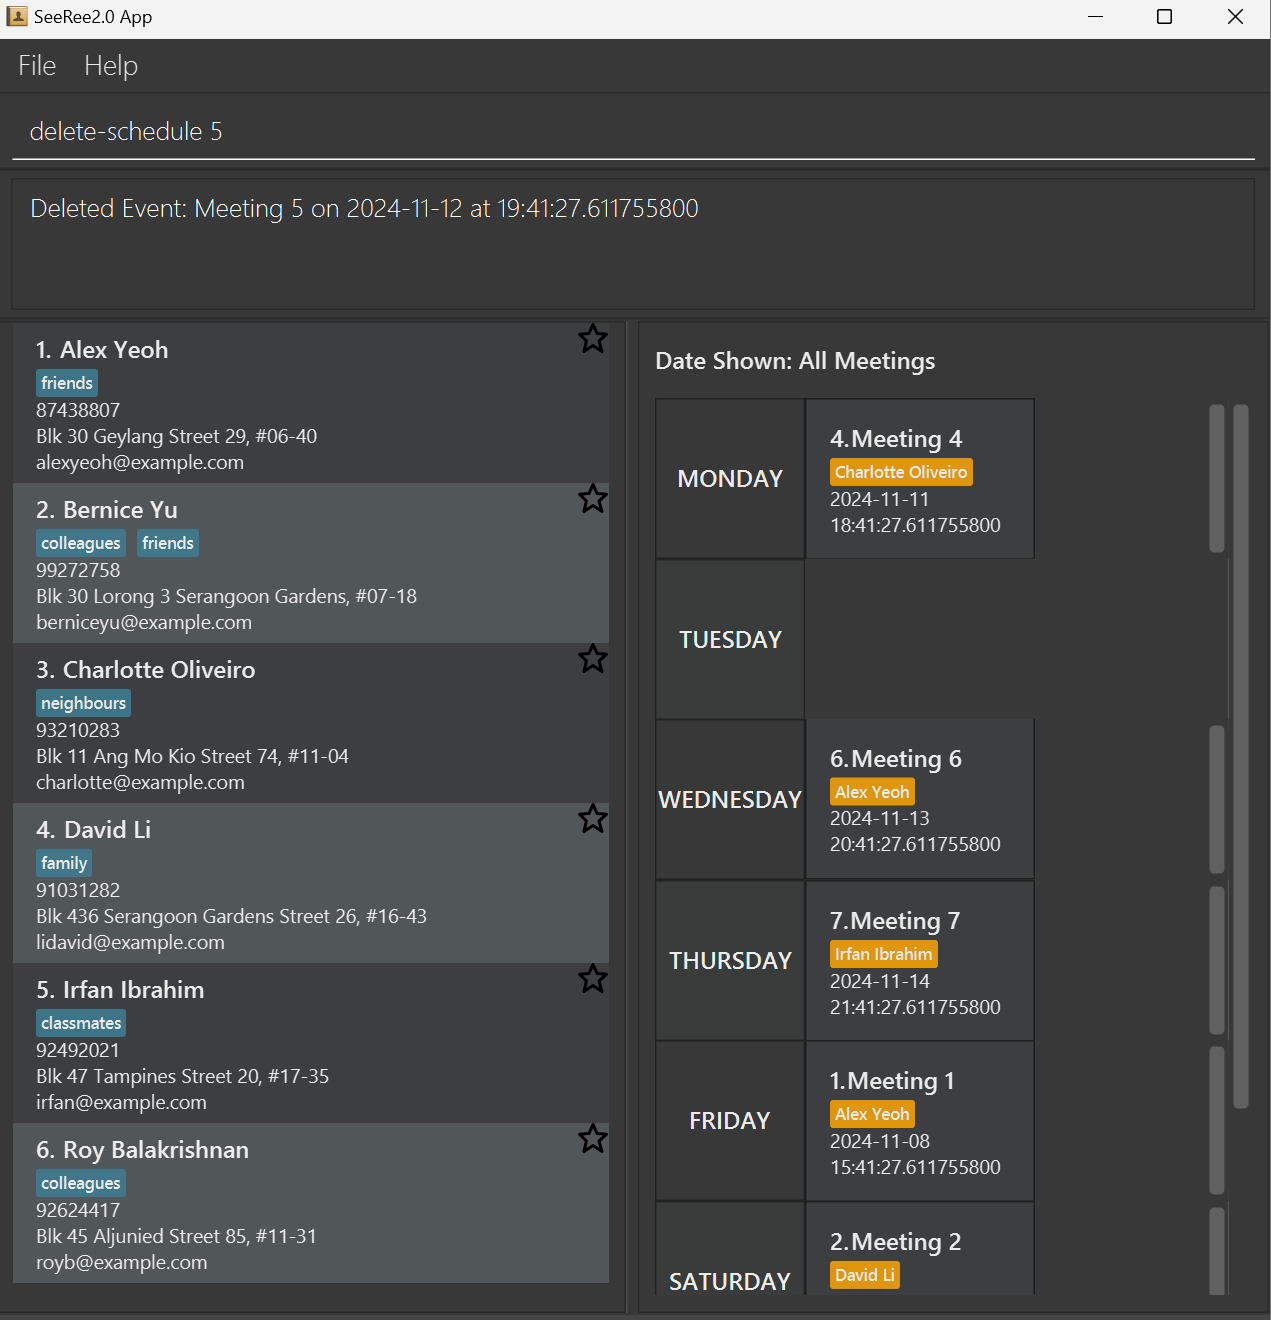 SeeRee2.0 App
File Help
delete-schedule 5
Deleted Event: Meeting 5 on 2024-11-12 at 19:41:27.611755800
1. Alex Yeoh
friends
87438807
Blk 30 Geylang Street 29, #06-40
alexyeoh@example.com
2. Bernice Yu
colleagues friends
99272758
Blk 30 Lorong 3 Serangoon Gardens, #07-18
berniceyu@example.com
3. Charlotte Oliveiro
neighbours
93210283
Blk 11 Ang Mo Kio Street 74, #11-04
charlotte@example.com
4. David Li
family
91031282
Blk 436 Serangoon Gardens Street 26, #16-43
lidavid@example.com
5. Irfan Ibrahim
classmates
92492021
Blk 47 Tampines Street 20, #17-35
irfan@example.com
6. Roy Balakrishnan
colleagues
92624417
Blk 45 Aljunied Street 85, #11-31
royb@example.com
Date Shown: All Meetings
MONDAY
4.Meeting 4
Charlotte Oliveiro
2024-11-11
18:41:27.611755800
TUESDAY
WEDNESDAY
6.Meeting 6
Alex Yeoh
2024-11-13
20:41:27.611755800
THURSDAY
7.Meeting 7
Irfan Ibrahim
2024-11-14
21:41:27.611755800
FRIDAY
1.Meeting 1
Alex Yeoh
2024-11-08
15:41:27.611755800
SATURDAY
2.Meeting 2
David Li